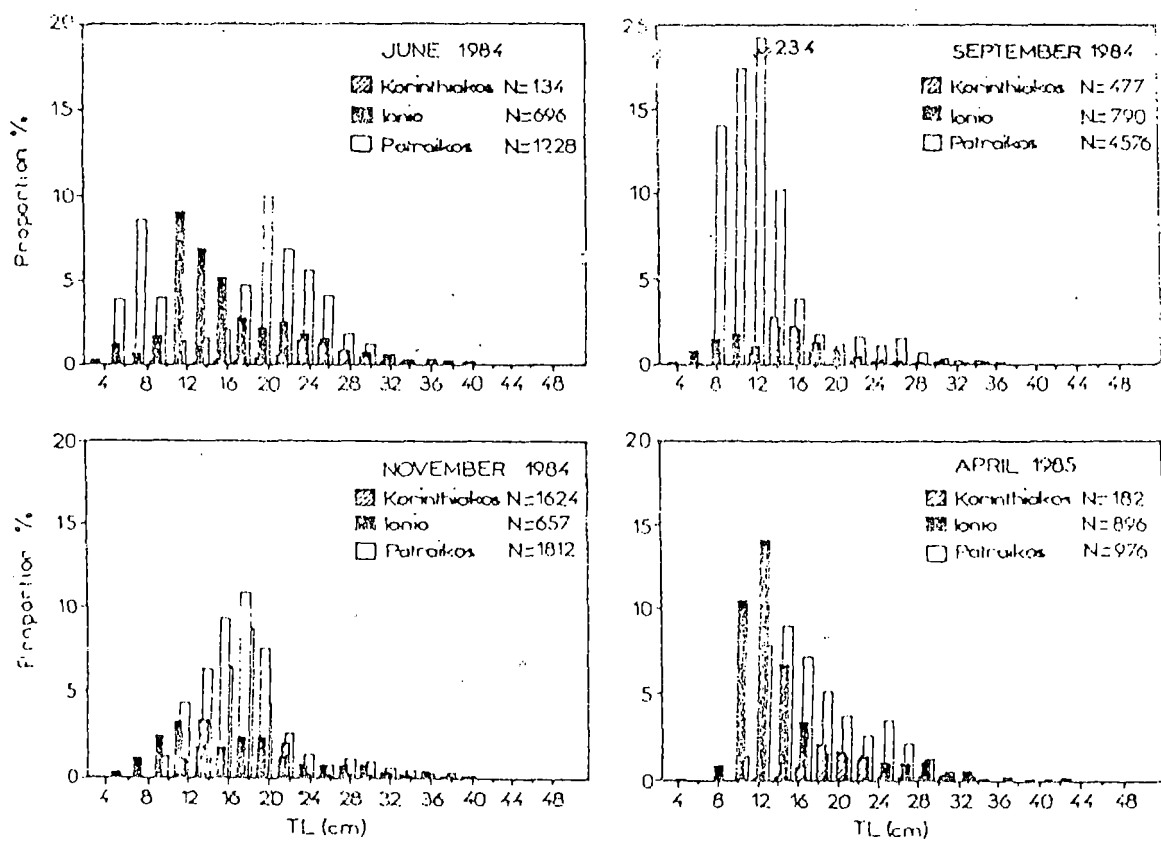 JUNE 1984
Korinthiakos N=134
Ionio N=696
Patraikos N=1228
20
15
10
5
0
Proportion %
4 8 12 16 20 24 28 32 36 40 44 48
SEPTEMBER 1984
Korinthiakos N=477
Ionio N=790
Patraikos N=4576
23.4
25
15
10
5
0
4 8 12 16 20 24 28 32 36 40 44 48
NOVEMBER 1984
Korinthiakos N=1624
Ionio N=657
Patraikos N=1812
20
15
10
5
0
Proportion %
4 8 12 16 20 24 28 32 36 40 44 48
TL (cm)
APRIL 1985
Korinthiakos N=182
Ionio N=896
Patraikos N=976
20
15
10
5
0
4 8 12 16 20 24 28 32 36 40 44 48
TL (cm)